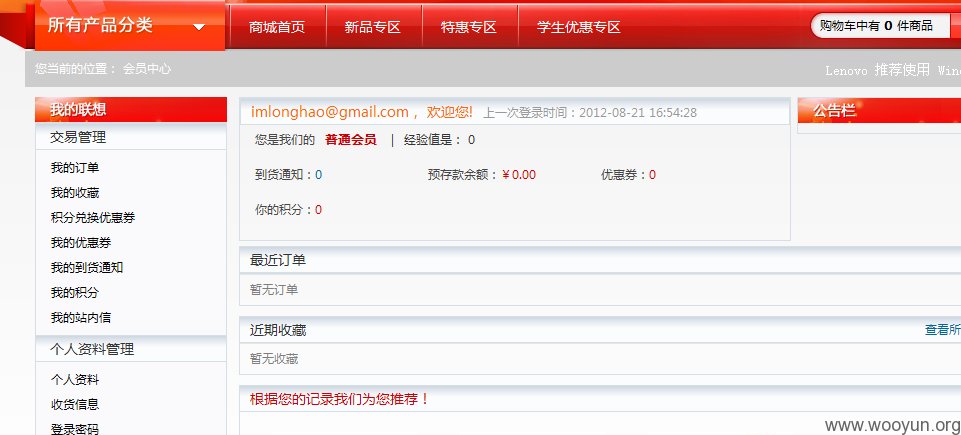 所有产品分类 商城首页 新品专区 特惠专区 学生优惠专区 购物车中有 0 件商品
您当前的位置： 会员中心 Lenovo 推荐使用 Win
我的联想
交易管理
我的订单
我的收藏
积分兑换优惠券
我的优惠券
我的到货通知
我的积分
我的站内信
个人资料管理
个人资料
收货信息
登录密码
imlonghao@gmail.com ，欢迎您! 上一次登录时间：2012-08-21 16:54:28
您是我们的 普通会员 | 经验值是： 0
到货通知：0 预存款余额：￥0.00 优惠券：0
你的积分：0
最近订单
暂无订单
近期收藏 查看所
暂无收藏
根据您的记录我们为您推荐！
公告栏
www.wooyun.org